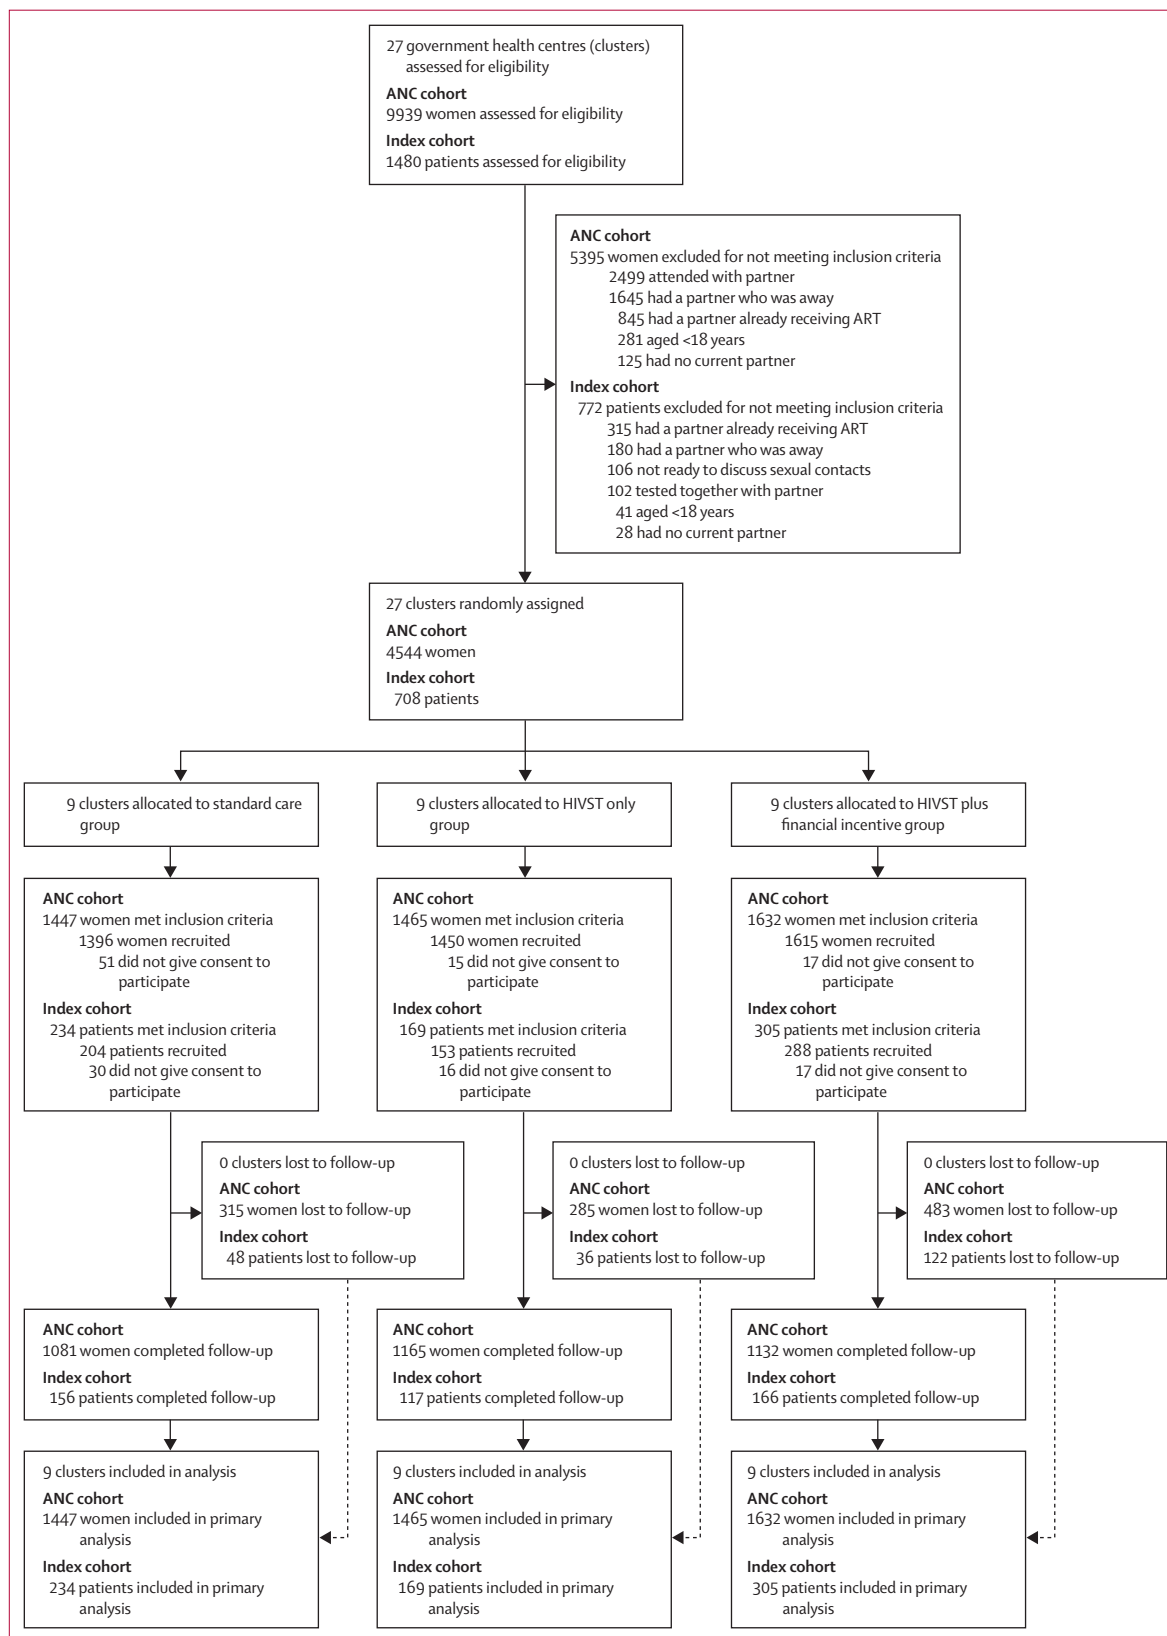 27 government health centres (clusters)
assessed for eligibility
ANC cohort
9939 women assessed for eligibility
Index cohort
1480 patients assessed for eligibility
ANC cohort
5395 women excluded for not meeting inclusion criteria
2499 attended with partner
1645 had a partner who was away
845 had a partner already receiving ART
281 aged <18 years
125 had no current partner
Index cohort
772 patients excluded for not meeting inclusion criteria
315 had a partner already receiving ART
180 had a partner who was away
106 not ready to discuss sexual contacts
102 tested together with partner
41 aged <18 years
28 had no current partner
27 clusters randomly assigned
ANC cohort
4544 women
Index cohort
708 patients
9 clusters allocated to standard care
group
9 clusters allocated to HIVST only
group
9 clusters allocated to HIVST plus
financial incentive group
ANC cohort
1447 women met inclusion criteria
1396 women recruited
51 did not give consent to
participate
Index cohort
234 patients met inclusion criteria
204 patients recruited
30 did not give consent to
participate
ANC cohort
1465 women met inclusion criteria
1450 women recruited
15 did not give consent to
participate
Index cohort
169 patients met inclusion criteria
153 patients recruited
16 did not give consent to
participate
ANC cohort
1632 women met inclusion criteria
1615 women recruited
17 did not give consent to
participate
Index cohort
305 patients met inclusion criteria
288 patients recruited
17 did not give consent to
participate
0 clusters lost to follow-up
ANC cohort
315 women lost to follow-up
Index cohort
48 patients lost to follow-up
0 clusters lost to follow-up
ANC cohort
285 women lost to follow-up
Index cohort
36 patients lost to follow-up
0 clusters lost to follow-up
ANC cohort
483 women lost to follow-up
Index cohort
122 patients lost to follow-up
ANC cohort
1081 women completed follow-up
Index cohort
156 patients completed follow-up
ANC cohort
1165 women completed follow-up
Index cohort
117 patients completed follow-up
ANC cohort
1132 women completed follow-up
Index cohort
166 patients completed follow-up
9 clusters included in analysis
ANC cohort
1447 women included in primary
analysis
Index cohort
234 patients included in primary
analysis
9 clusters included in analysis
ANC cohort
1465 women included in primary
analysis
Index cohort
169 patients included in primary
analysis
9 clusters included in analysis
ANC cohort
1632 women included in primary
analysis
Index cohort
305 patients included in primary
analysis